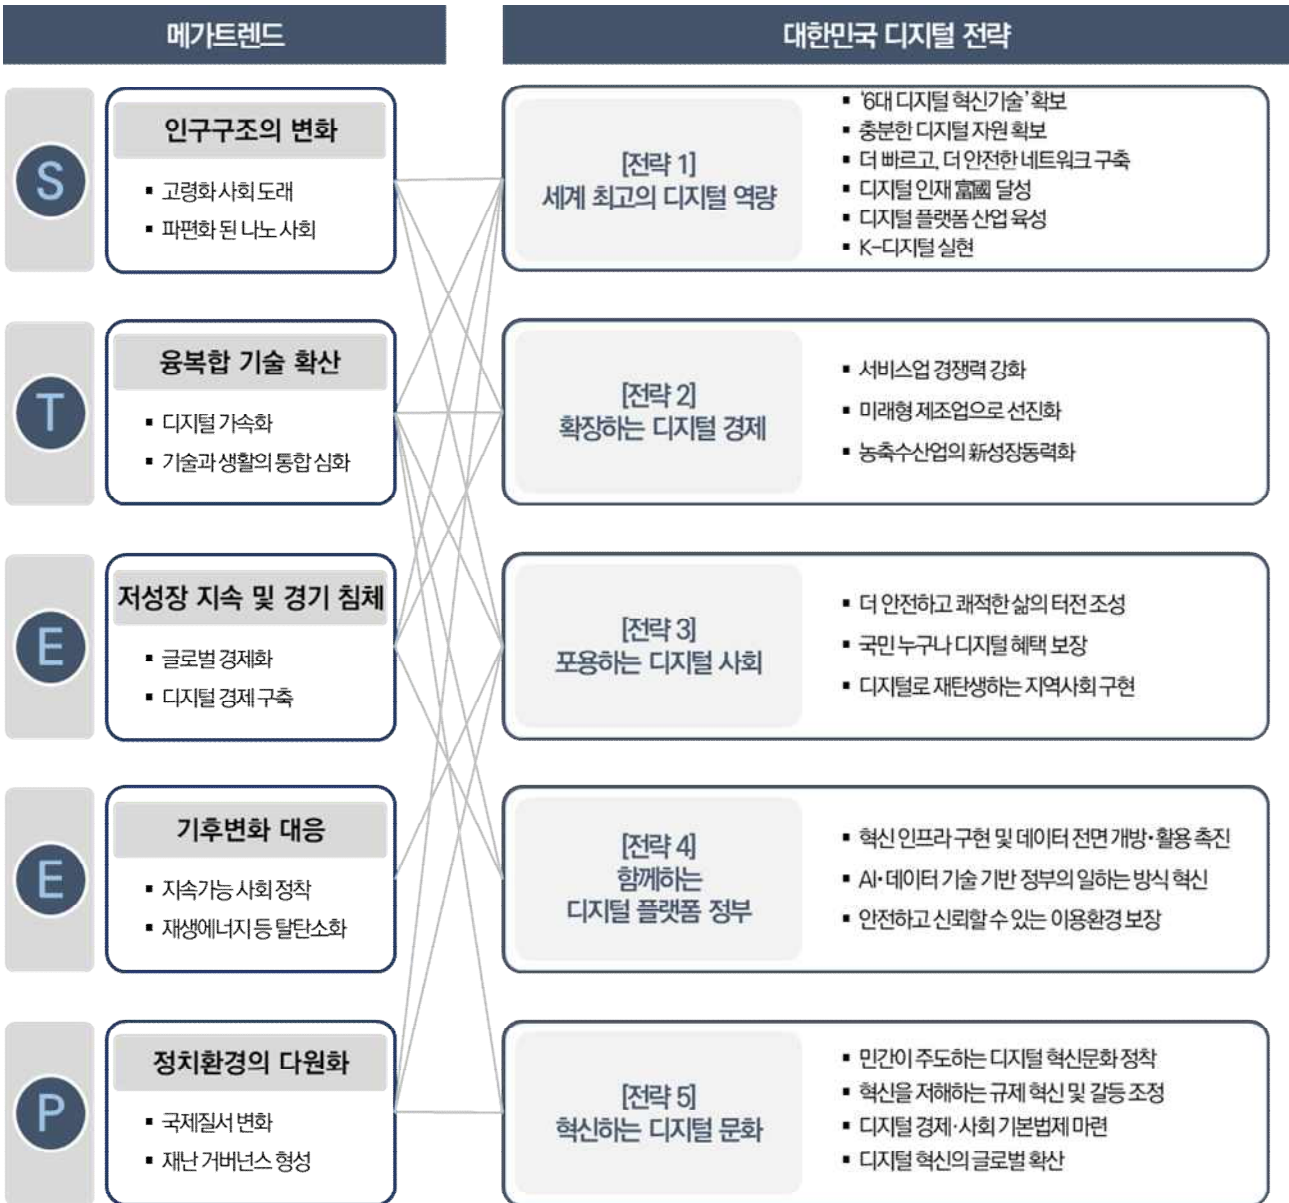 메가트렌드
대한민국 디지털 전략
S
인구구조의 변화
▪ 고령화 사회 도래
▪ 파편화 된 나노 사회
[전략 1]
세계 최고의 디지털 역량
▪ '6대 디지털 혁신기술' 확보
▪ 충분한 디지털 자원 확보
▪ 더 빠르고, 더 안전한 네트워크 구축
▪ 디지털 인재 富國 달성
▪ 디지털 플랫폼 산업 육성
▪ K-디지털 실현
T
융복합 기술 확산
▪ 디지털 가속화
▪ 기술과 생활의 통합 심화
[전략 2]
확장하는 디지털 경제
▪ 서비스업 경쟁력 강화
▪ 미래형 제조업으로 선진화
▪ 농축수산업의 新성장동력화
E
저성장 지속 및 경기 침체
▪ 글로벌 경제화
▪ 디지털 경제 구축
[전략 3]
포용하는 디지털 사회
▪ 더 안전하고 쾌적한 삶의 터전 조성
▪ 국민 누구나 디지털 혜택 보장
▪ 디지털로 재탄생하는 지역사회 구현
E
기후변화 대응
▪ 지속가능 사회 정착
▪ 재생에너지 등 탈탄소화
[전략 4]
함께하는
디지털 플랫폼 정부
▪ 혁신 인프라 구현 및 데이터 전면 개방·활용 촉진
▪ AI·데이터 기술 기반 정부의 일하는 방식 혁신
▪ 안전하고 신뢰할 수 있는 이용환경 보장
P
정치환경의 다원화
▪ 국제질서 변화
▪ 재난 거버넌스 형성
[전략 5]
혁신하는 디지털 문화
▪ 민간이 주도하는 디지털 혁신문화 정착
▪ 혁신을 저해하는 규제 혁신 및 갈등 조정
▪ 디지털 경제·사회 기본법제 마련
▪ 디지털 혁신의 글로벌 확산